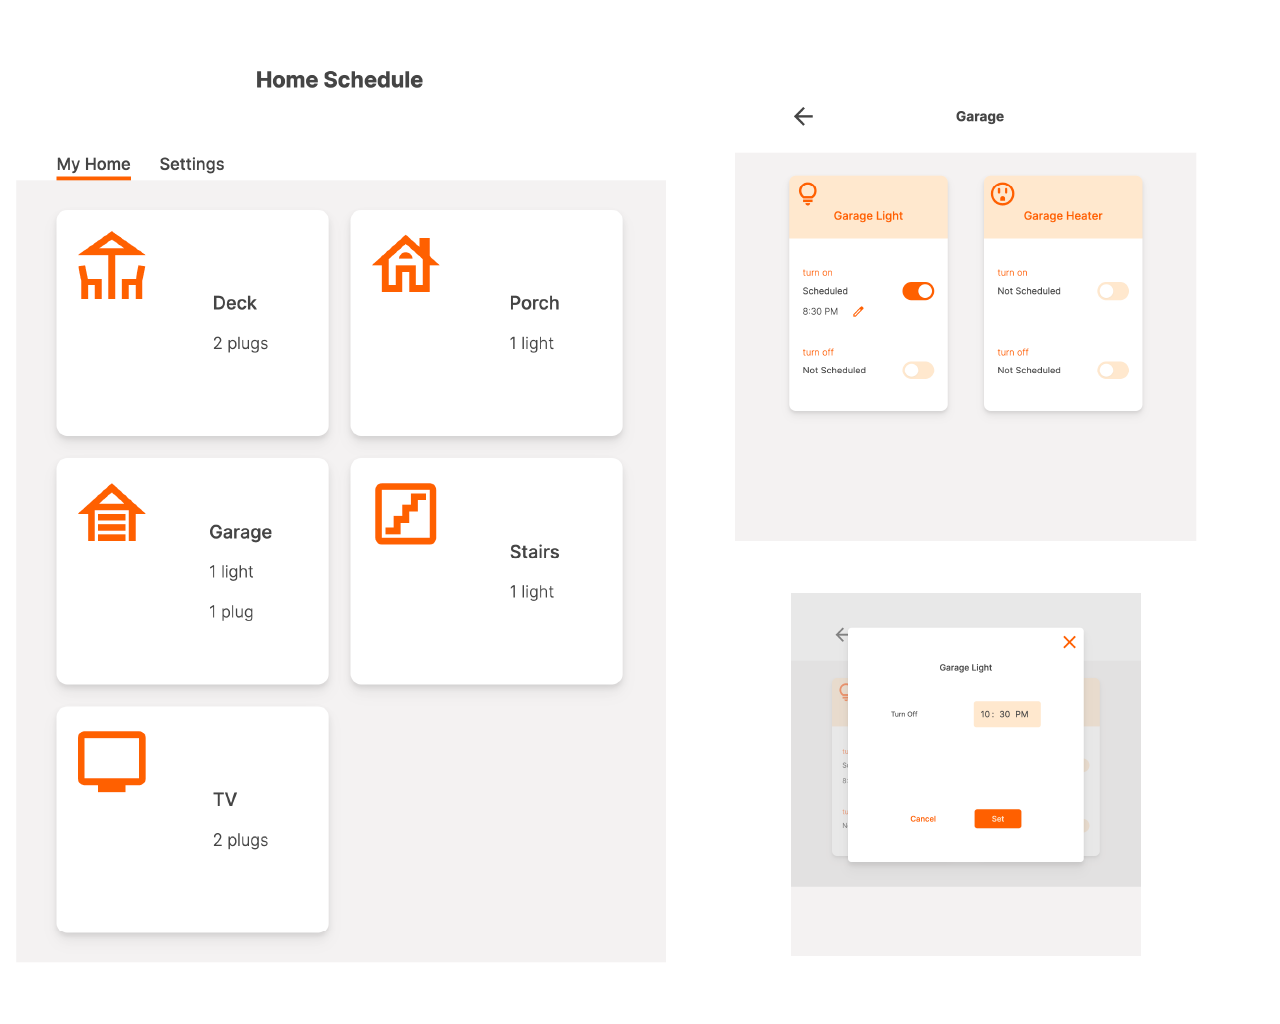 Home Schedule
My Home
Settings
Deck
2 plugs
Porch
1 light
Garage
1 light
1 plug
Stairs
1 light
TV
2 plugs
Garage
Garage Light
turn on
Scheduled
8:30 PM
turn off
Not Scheduled
Garage Heater
turn on
Not Scheduled
turn off
Not Scheduled
Garage Light
Turn Off
10: 30 PM
Cancel
Set